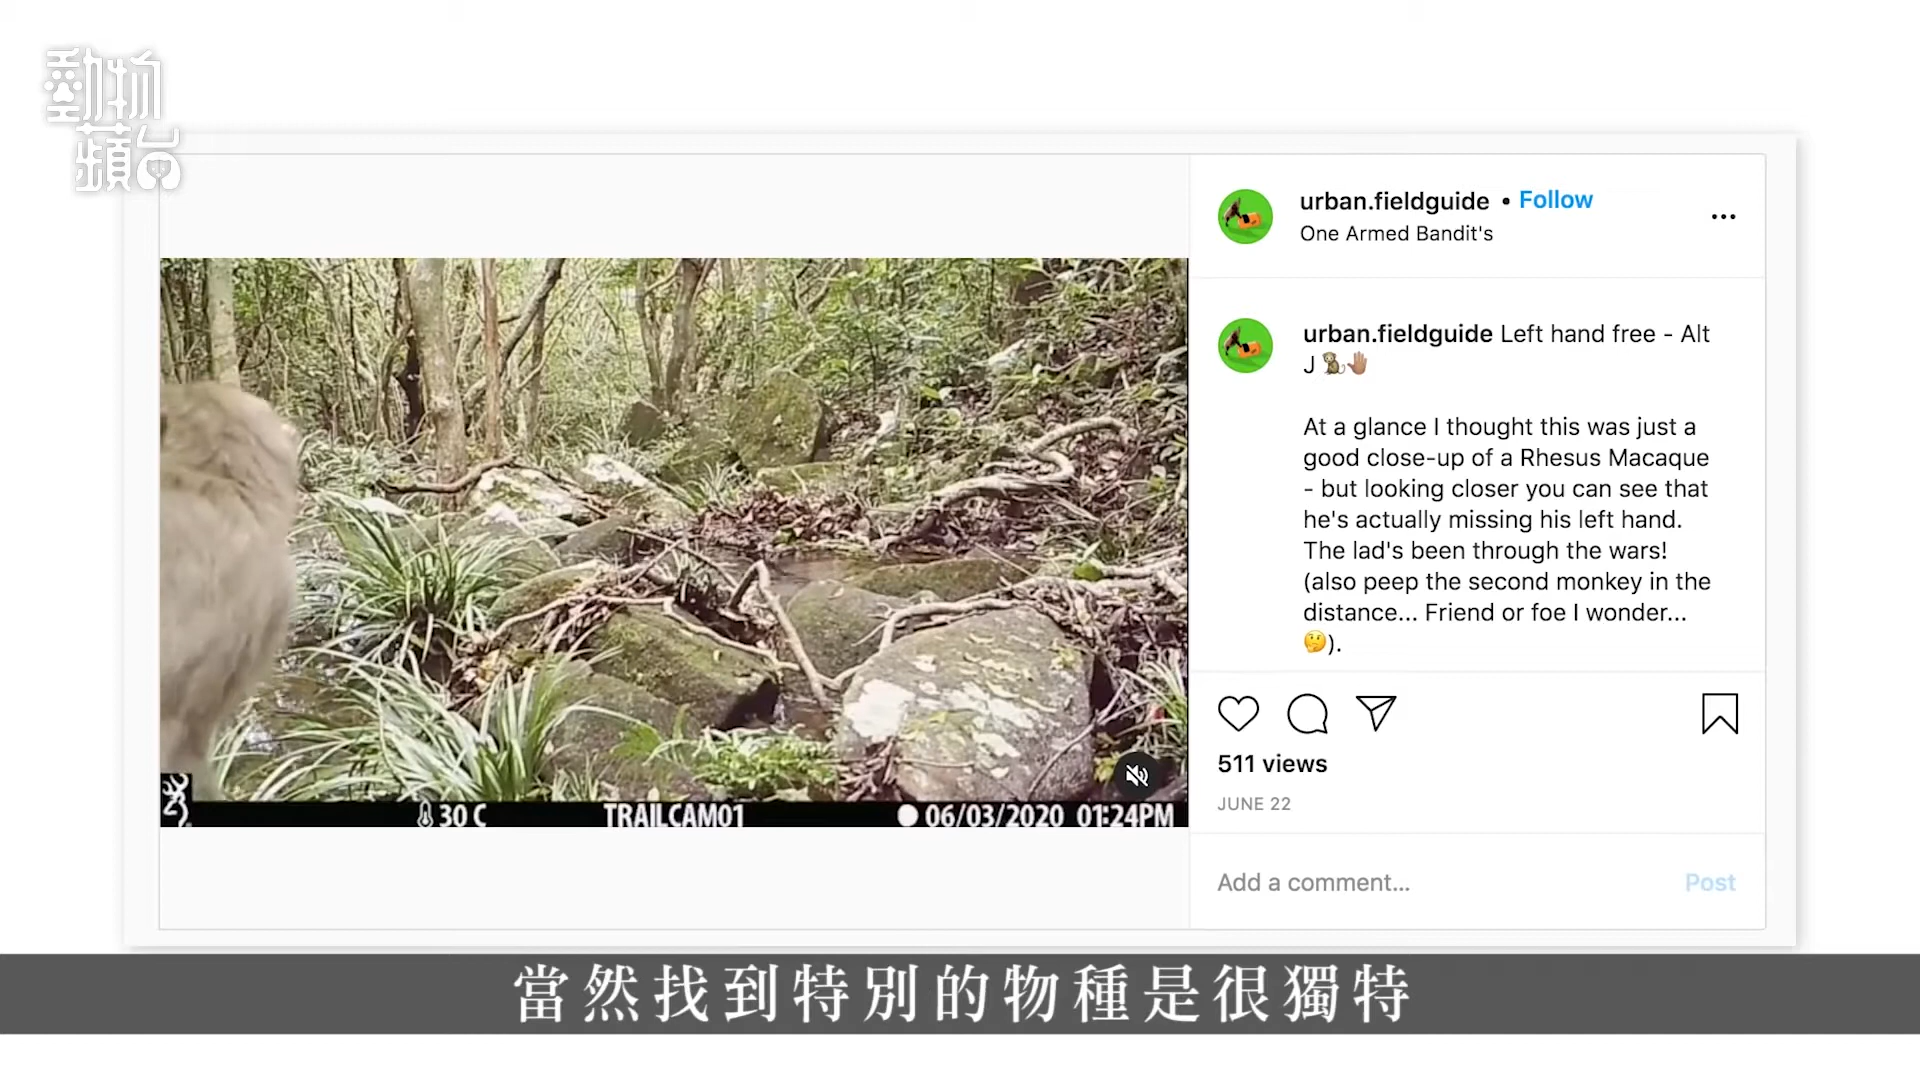 動物
蘋台
urban.fieldguide • Follow
One Armed Bandit's
urban.fieldguide Left hand free - Alt
J 🐒🤚🏽
At a glance I thought this was just a
good close-up of a Rhesus Macaque
- but looking closer you can see that
he's actually missing his left hand.
The lad's been through the wars!
(also peep the second monkey in the
distance... Friend or foe I wonder...
🤔).
511 views
JUNE 22
Add a comment... Post
30 C TRAILCAM01 06/03/2020 01:24PM
當然找到特別的物種是很獨特